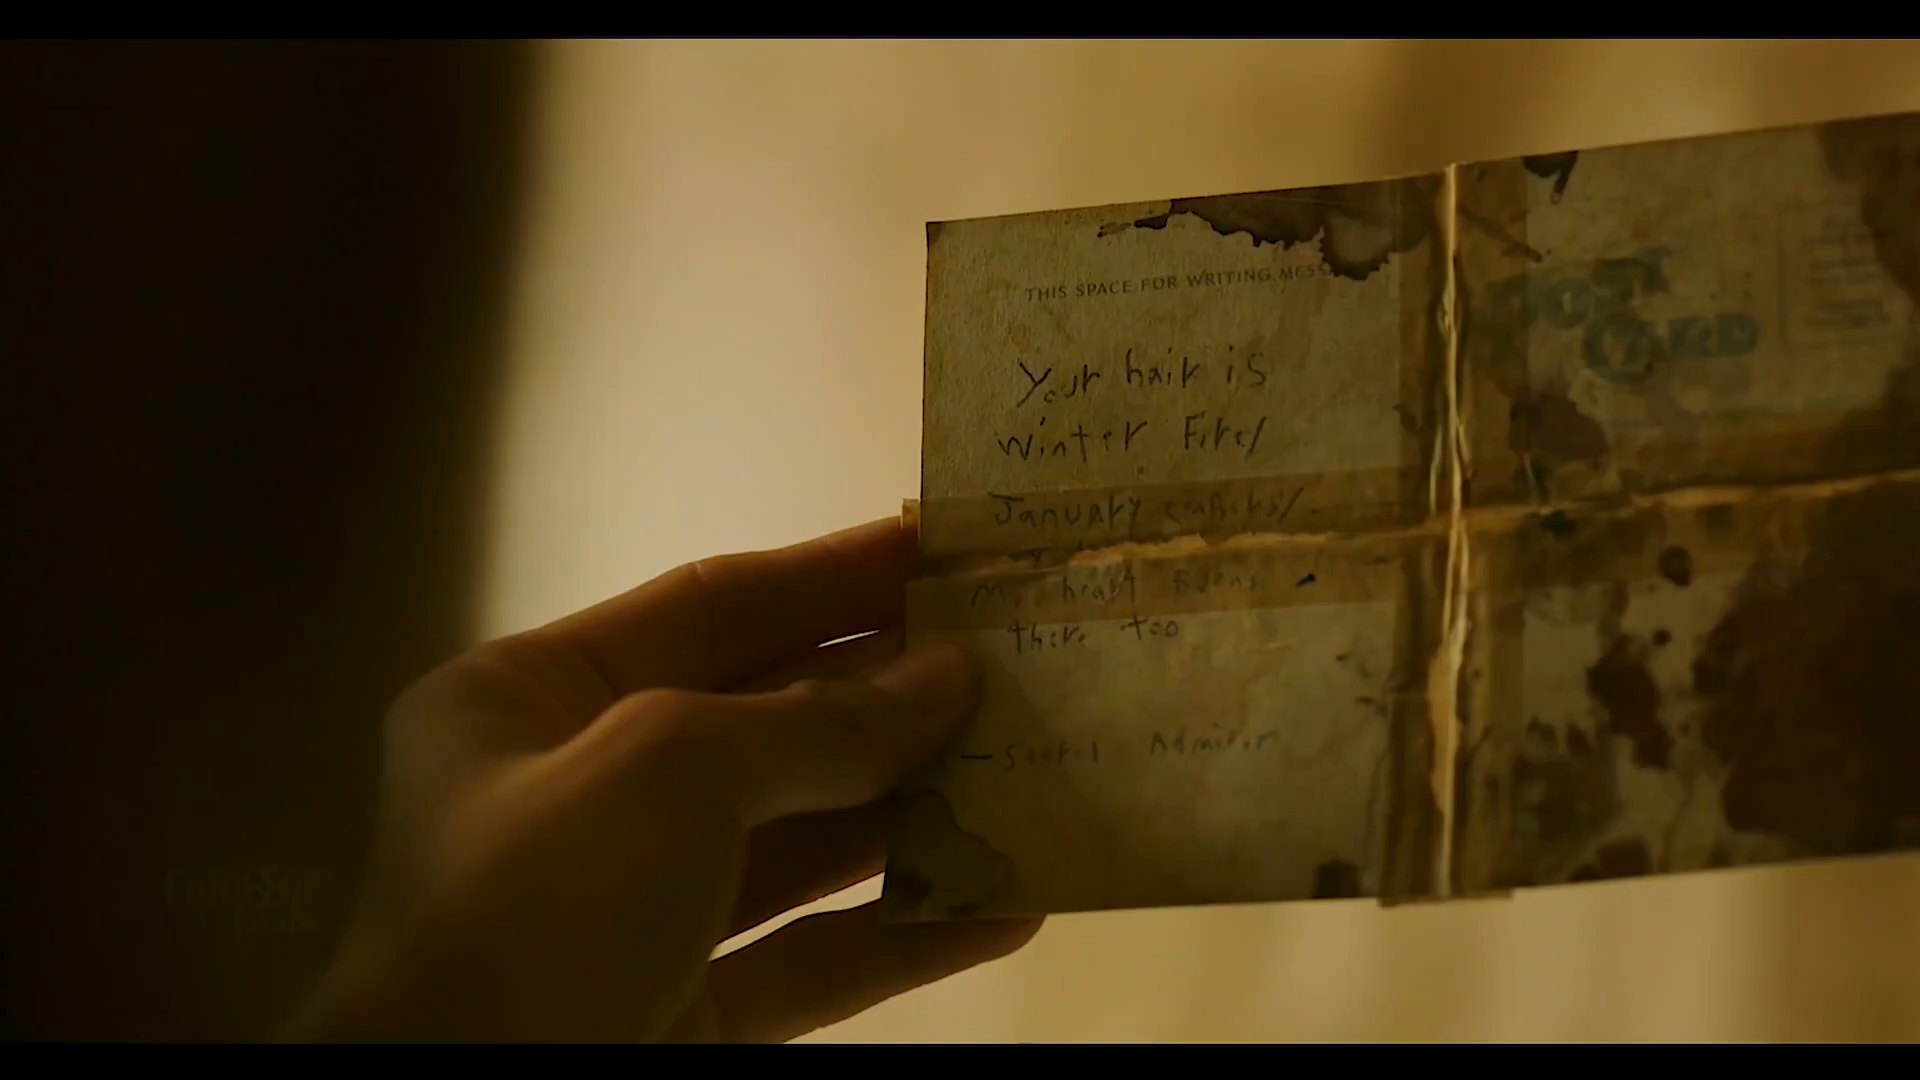 THIS SPACE FOR WRITING MESSA
Your hair is
Winter Fire/
January embers/
My heart Burns
there too
— Secret Admirer
POST
CARD